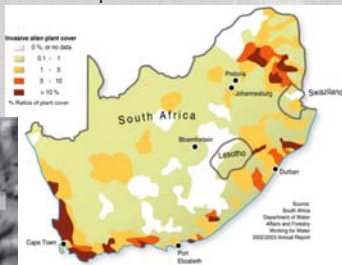 Invasive alien plant cover
0 %, or no data
0.1 - 1
1 - 5
5 - 10
> 10 %
% Ratios of plant cover
Pretoria
Johannesburg
Swaziland
South Africa
Bloemfontein
Lesotho
Durban
Cape Town
Port
Elizabeth
Source:
South Africa
Department of Water
Affairs and Forestry
Working for Water
2002/2003 Annual Report